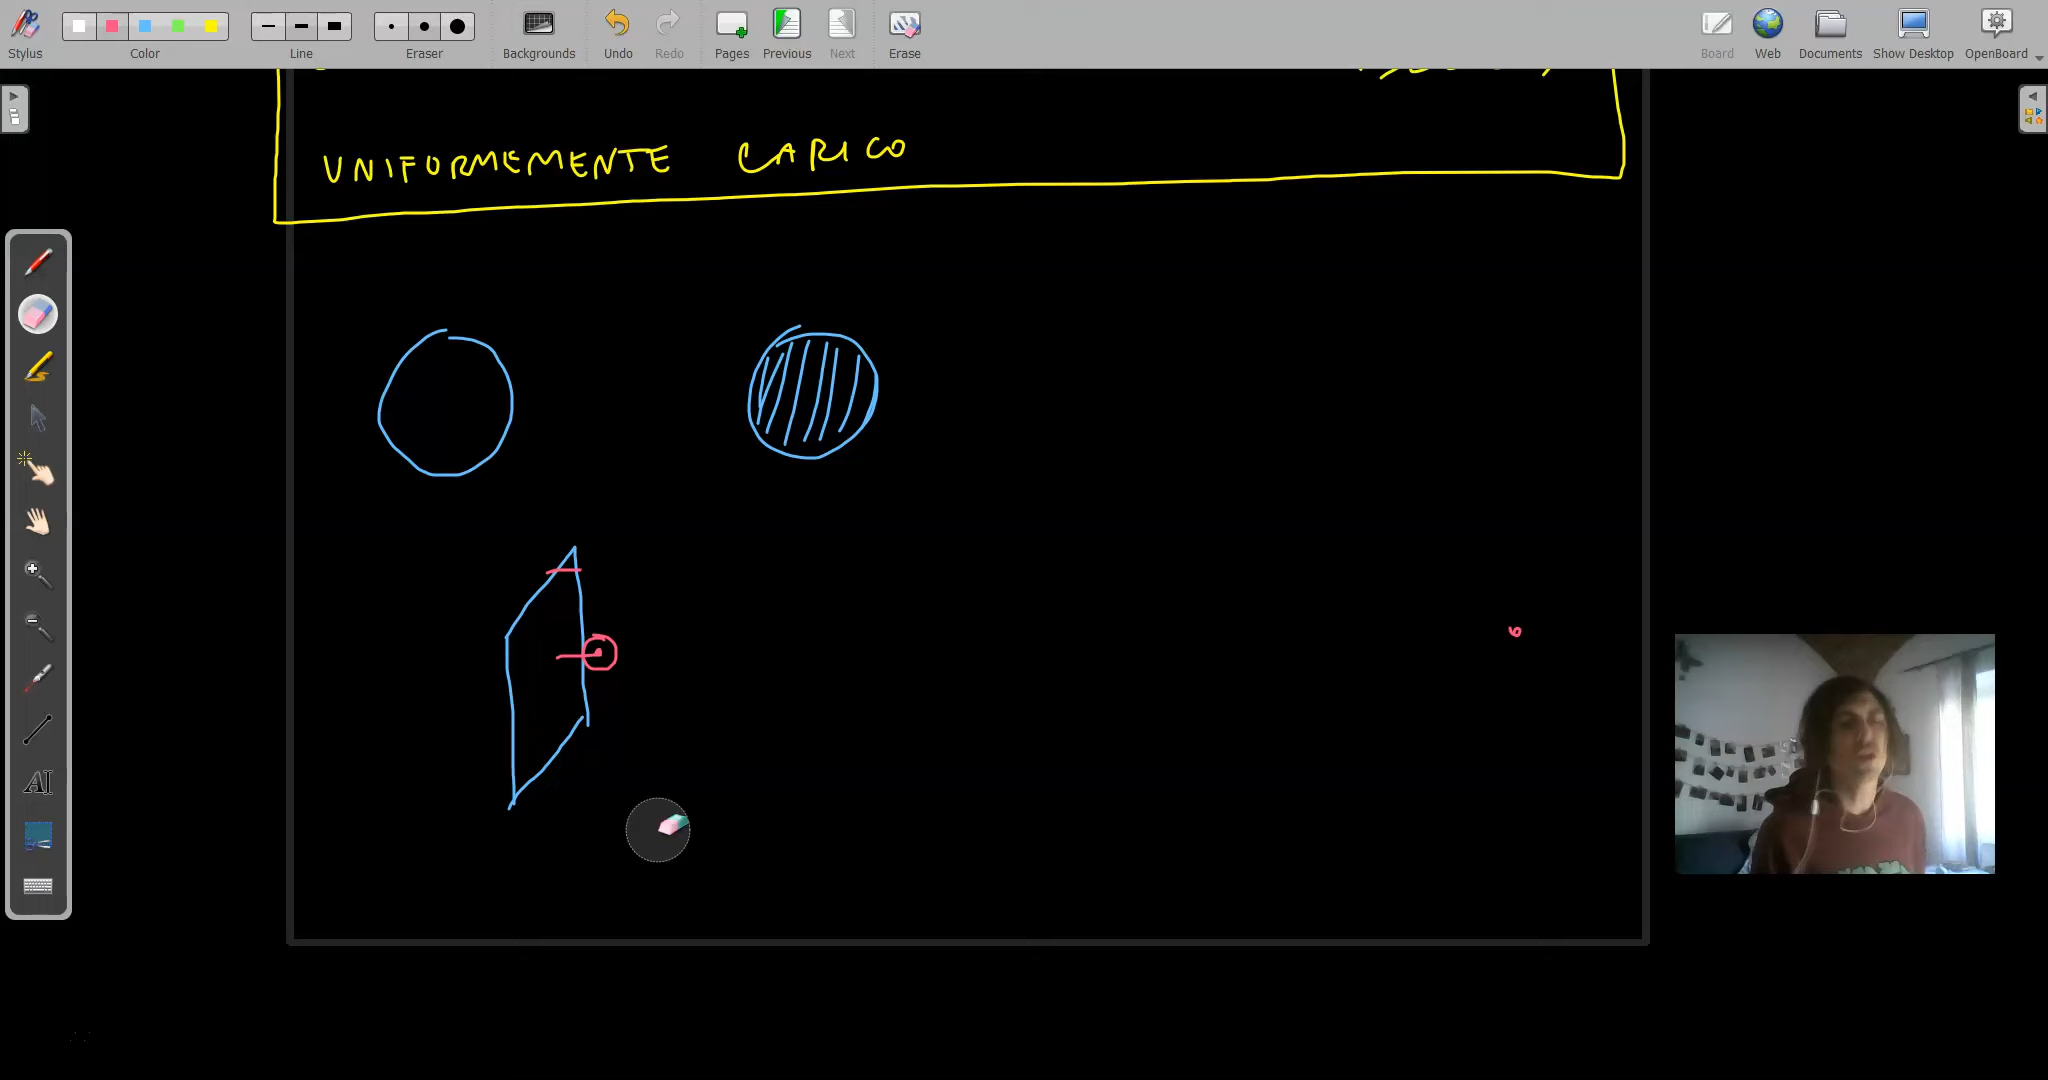 Stylus Color Line Eraser Backgrounds Undo Redo Pages Previous Next Erase Board Web Documents Show Desktop OpenBoard
UNIFORMEMENTE CARICO
AI